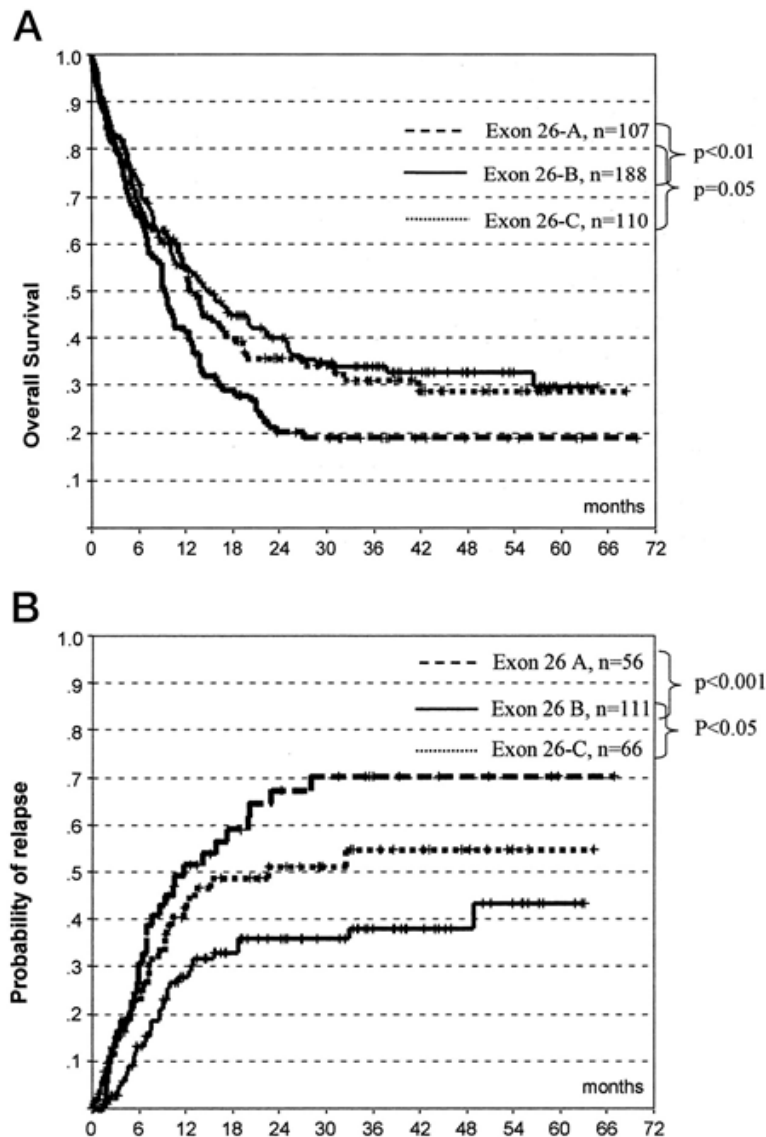 A
1.0
.9
.8
.7
.6
.5
.4
.3
.2
.1
Overall Survival
Exon 26-A, n=107
Exon 26-B, n=188
Exon 26-C, n=110
p<0.01
p=0.05
months
0 6 12 18 24 30 36 42 48 54 60 66 72
B
1.0
.9
.8
.7
.6
.5
.4
.3
.2
.1
Probability of relapse
Exon 26 A, n=56
Exon 26 B, n=111
Exon 26-C, n=66
p<0.001
P<0.05
months
0 6 12 18 24 30 36 42 48 54 60 66 72